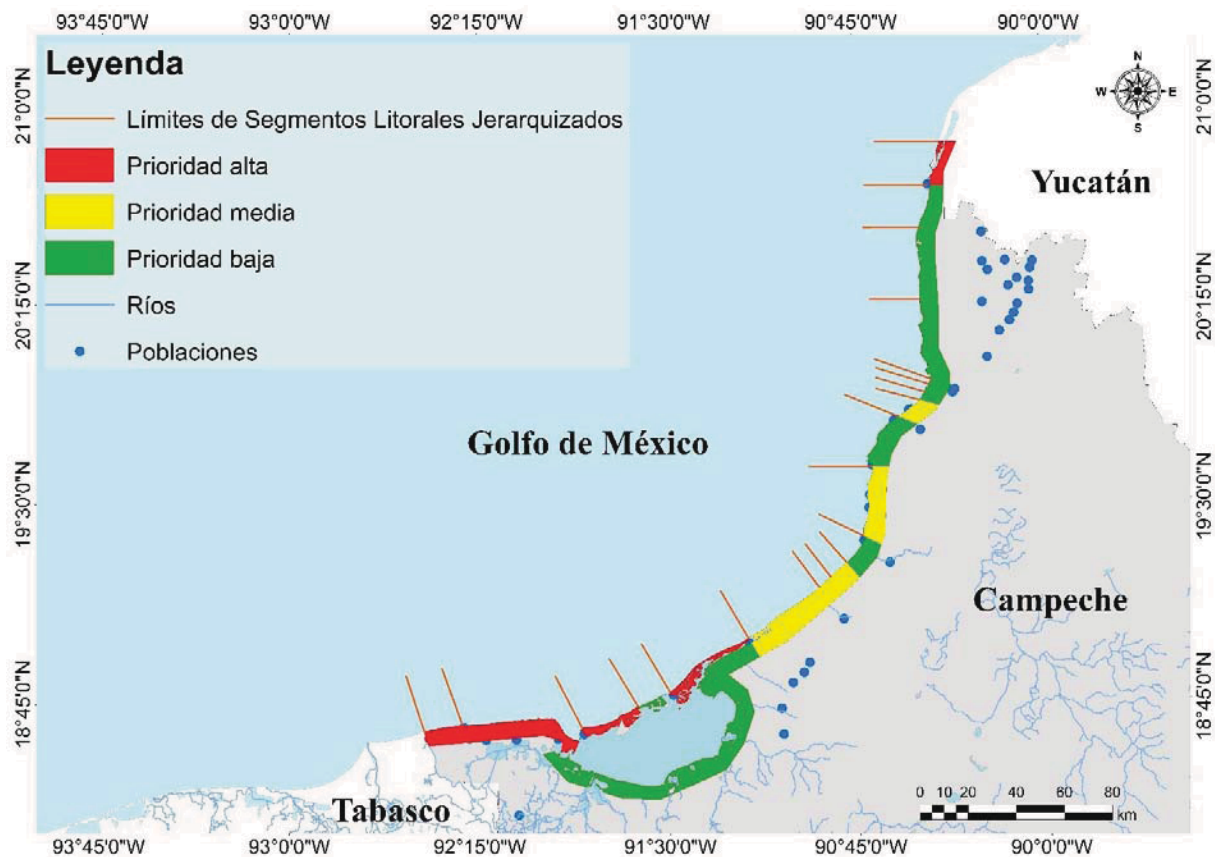 93°45'0"W 93°0'0"W 92°15'0"W 91°30'0"W 90°45'0"W 90°0'0"W
Leyenda
Límites de Segmentos Litorales Jerarquizados
Prioridad alta
Prioridad media
Prioridad baja
Ríos
Poblaciones
N
W E
S
21°0'0"N
21°0'0"N
Yucatán
20°15'0"N
20°15'0"N
Golfo de México
19°30'0"N
19°30'0"N
Campeche
18°45'0"N
18°45'0"N
Tabasco
0 10 20 40 60 80
km
93°45'0"W 93°0'0"W 92°15'0"W 91°30'0"W 90°45'0"W 90°0'0"W